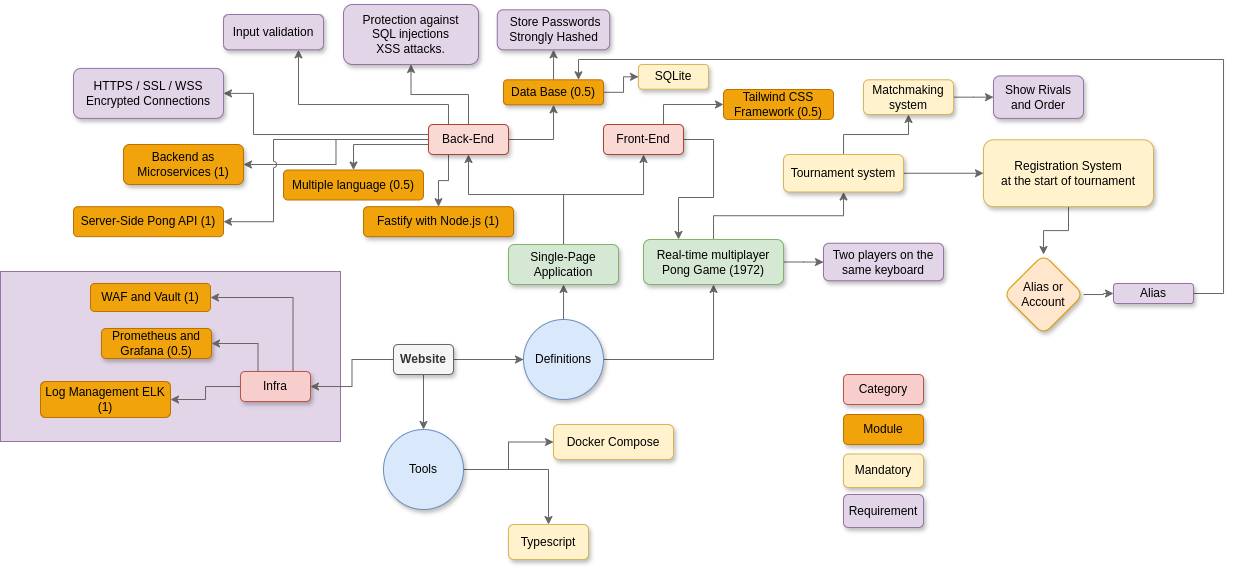 Input validation
Protection against
SQL injections
XSS attacks.
Store Passwords
Strongly Hashed
HTTPS / SSL / WSS
Encrypted Connections
Data Base (0.5)
SQLite
Tailwind CSS
Framework (0.5)
Matchmaking
system
Show Rivals
and Order
Back-End
Front-End
Backend as
Microservices (1)
Multiple language (0.5)
Tournament system
Registration System
at the start of tournament
Server-Side Pong API (1)
Fastify with Node.js (1)
Single-Page
Application
Real-time multiplayer
Pong Game (1972)
Two players on the
same keyboard
Alias or
Account
Alias
WAF and Vault (1)
Prometheus and
Grafana (0.5)
Log Management ELK
(1)
Infra
Website
Definitions
Tools
Docker Compose
Typescript
Category
Module
Mandatory
Requirement